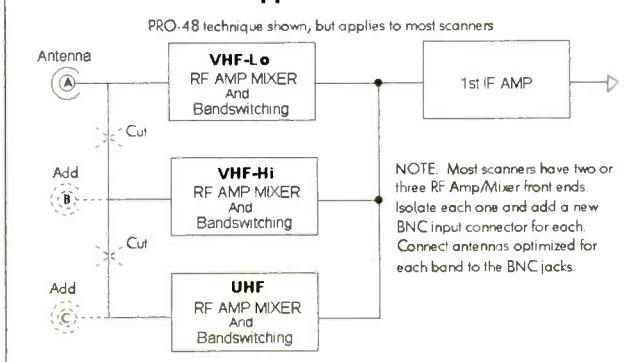 PRO-48 technique shown, but applies to most scanners
Antenna
A
VHF-Lo
RF AMP MIXER
And
Bandswitching
1st IF AMP
Cut
Add
B
VHF-Hi
RF AMP MIXER
And
Bandswitching
NOTE. Most scanners have two or
three RF Amp/Mixer front ends.
Isolate each one and add a new
BNC input connector for each.
Connect antennas optimized for
each band to the BNC jacks.
Cut
Add
C
UHF
RF AMP MIXER
And
Bandswitching